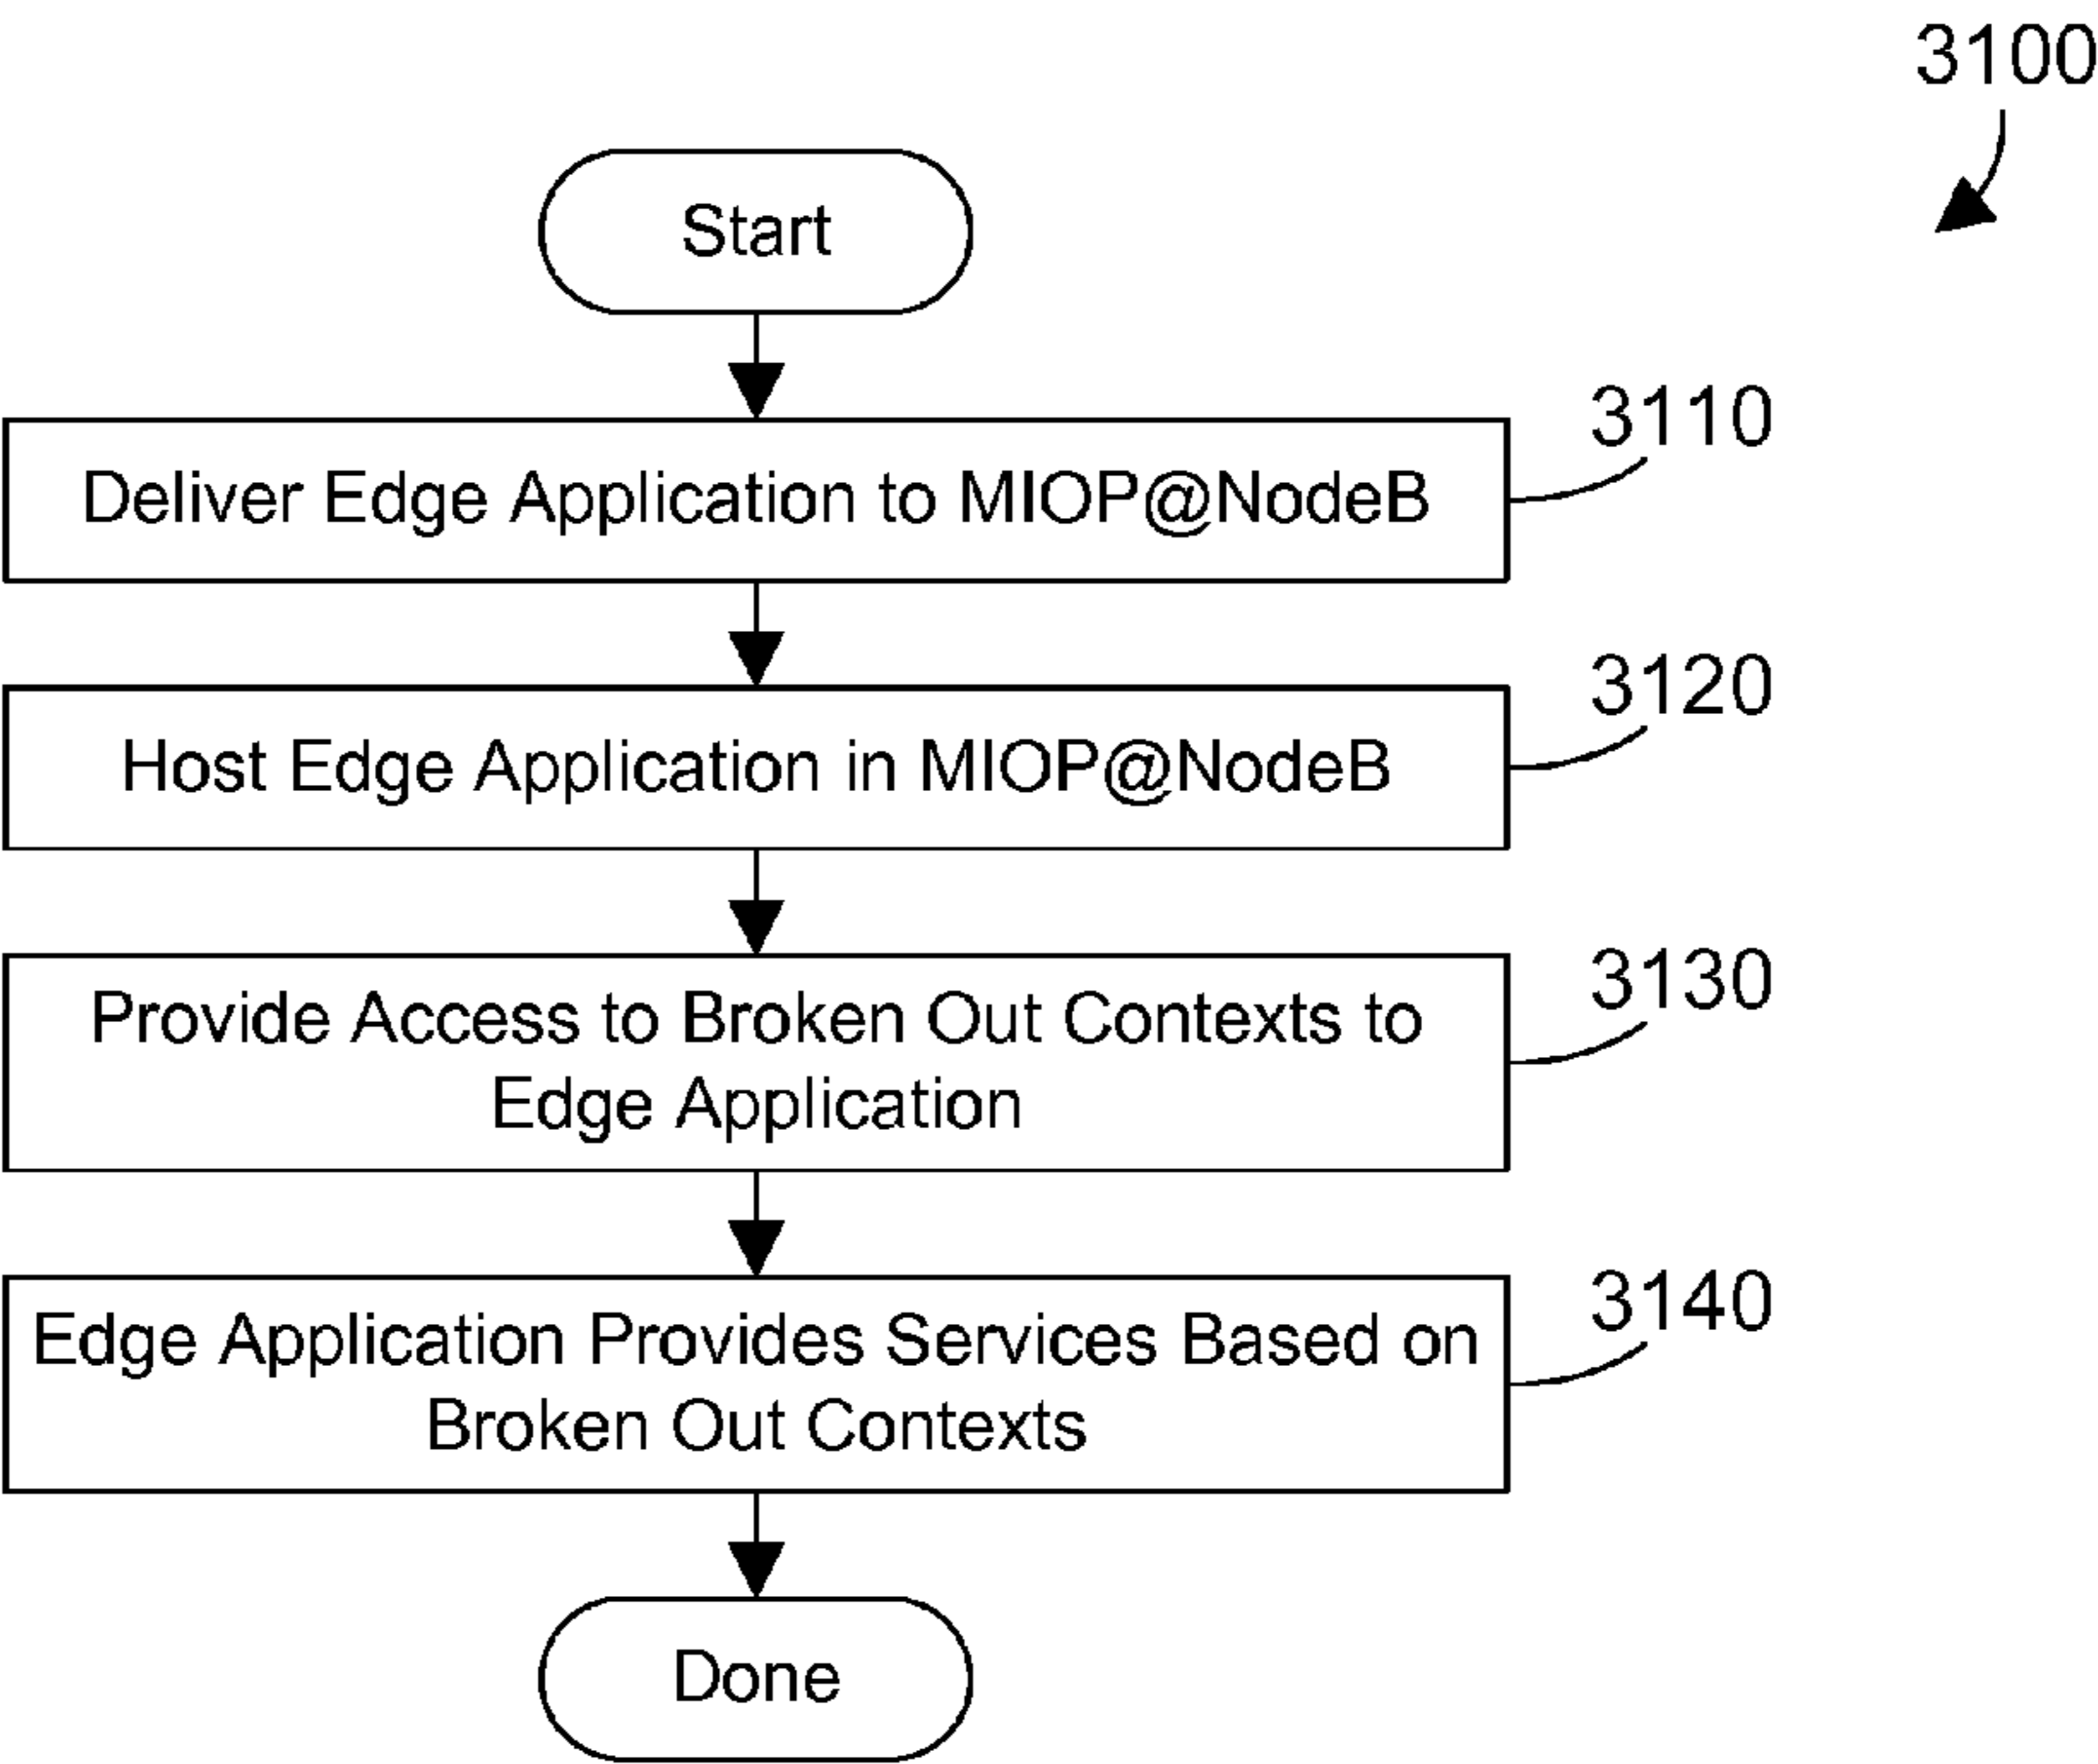 3100
Start
3110
Deliver Edge Application to MIOP@NodeB
3120
Host Edge Application in MIOP@NodeB
3130
Provide Access to Broken Out Contexts to
Edge Application
3140
Edge Application Provides Services Based on
Broken Out Contexts
Done